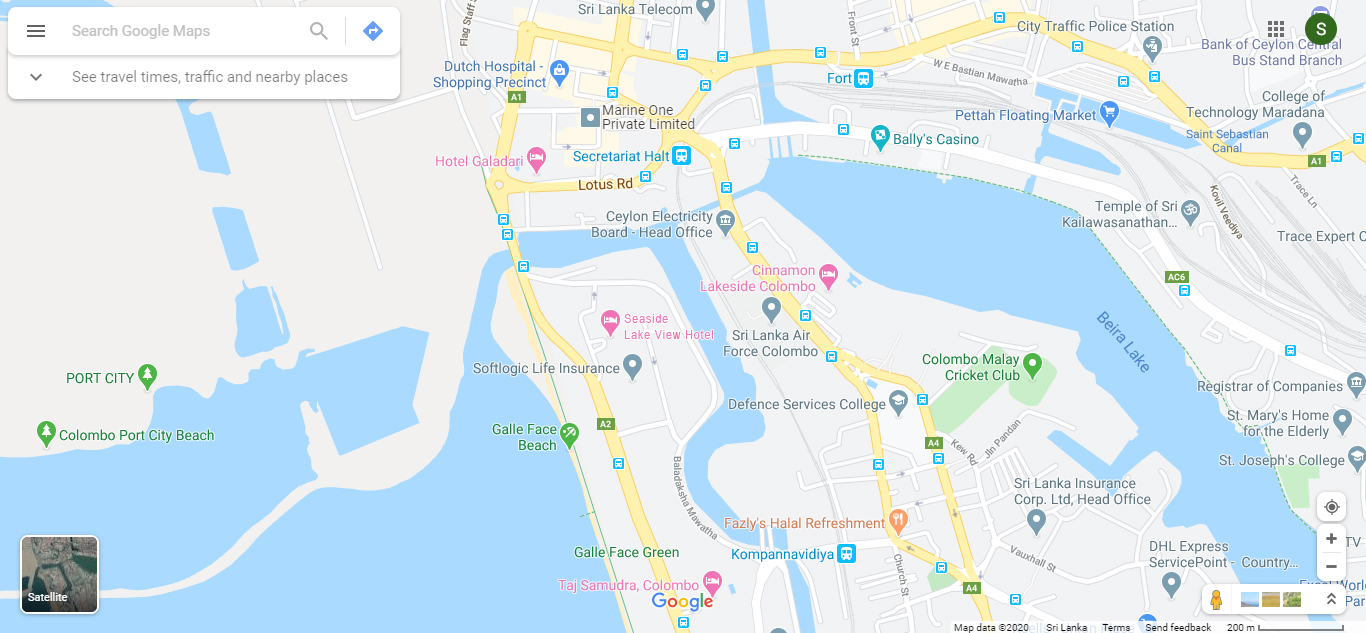 Search Google Maps
See travel times, traffic and nearby places
Flag Staff S
Sri Lanka Telecom
Front St
City Traffic Police Station
S
Bank of Ceylon Central
Bus Stand Branch
Dutch Hospital -
Shopping Precinct
A1
Fort
W E Bastian Mawatha
College of
Technology Maradana
Marine One
Private Limited
Pettah Floating Market
Saint Sebastian
Canal
A1
Bally's Casino
Hotel Galadari
Secretariat Halt
Lotus Rd
Trace Ln
Kovil Veediya
Temple of Sri
Kailawasanathan...
Ceylon Electricity
Board - Head Office
Trace Expert C
Cinnamon
Lakeside Colombo
AC6
Seaside
Lake View Hotel
Sri Lanka Air
Force Colombo
Beira Lake
Softlogic Life Insurance
Colombo Malay
Cricket Club
PORT CITY
Registrar of Companies
Defence Services College
St. Mary's Home
for the Elderly
A2
Colombo Port City Beach
Galle Face
Beach
A4
Kew Rd
Jln Pandan
St. Joseph's College
Baladaksha Mawatha
Sri Lanka Insurance
Corp. Ltd, Head Office
Fazly's Halal Refreshment
Galle Face Green
Kompannavidiya
Vauxhall St
DHL Express
ServicePoint - Country...
TV
Church St
Taj Samudra, Colombo
A4
Excel World
Par
Satellite
Google
Map data ©2020 Sri Lanka Terms Send feedback 200 m